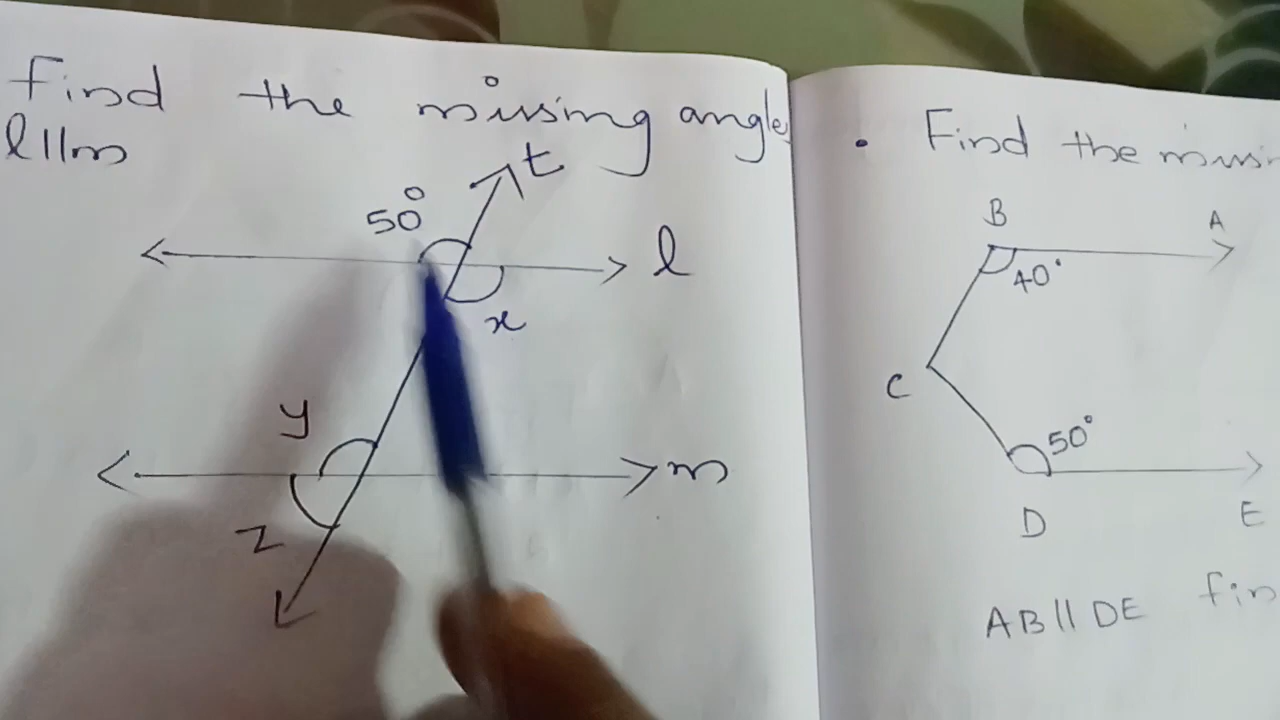 Find the missing angle
l||m
t
50°
l
x
y
m
z
. Find the
B A
40°
C
50°
D E
AB || DE